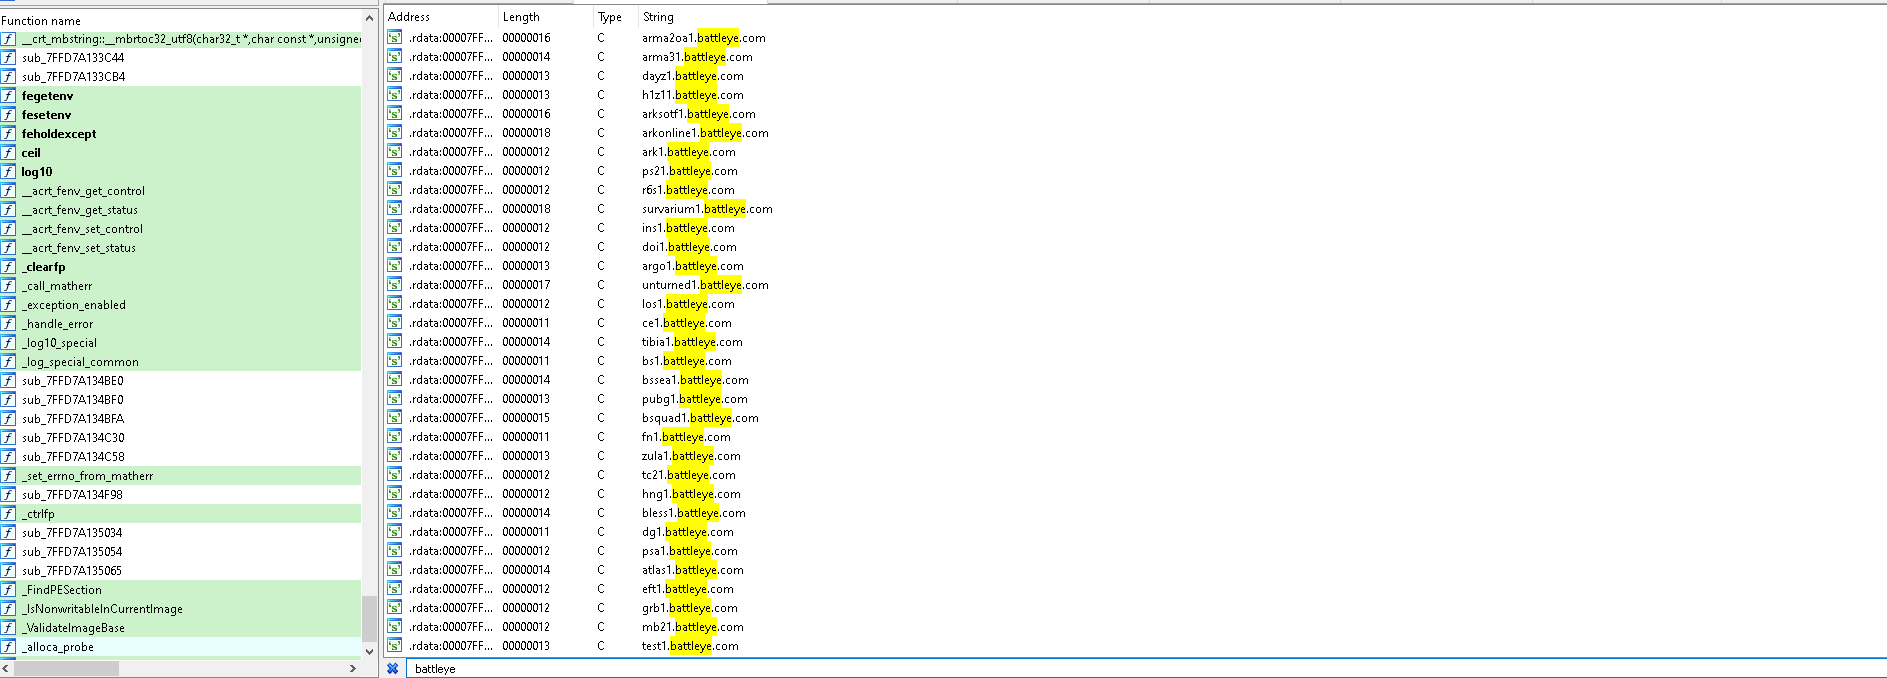 Function name
__crt_mbstring::__mbrtoc32_utf8(char32_t *,char const *,unsigned
sub_7FFD7A133C44
sub_7FFD7A133CB4
fegetenv
fesetenv
feholdexcept
ceil
log10
__acrt_fenv_get_control
__acrt_fenv_get_status
__acrt_fenv_set_control
__acrt_fenv_set_status
_clearfp
_call_matherr
_exception_enabled
_handle_error
_log10_special
_log_special_common
sub_7FFD7A134BE0
sub_7FFD7A134BF0
sub_7FFD7A134BFA
sub_7FFD7A134C30
sub_7FFD7A134C58
_set_errno_from_matherr
sub_7FFD7A134F98
_ctrlfp
sub_7FFD7A135034
sub_7FFD7A135054
sub_7FFD7A135065
_FindPESection
_IsNonwritableInCurrentImage
_ValidateImageBase
_alloca_probe
Address Length Type String
.rdata:00007FF... 00000016 C arma2oa1.battleye.com
.rdata:00007FF... 00000014 C arma31.battleye.com
.rdata:00007FF... 00000013 C dayz1.battleye.com
.rdata:00007FF... 00000013 C h1z11.battleye.com
.rdata:00007FF... 00000016 C arksotf1.battleye.com
.rdata:00007FF... 00000018 C arkonline1.battleye.com
.rdata:00007FF... 00000012 C ark1.battleye.com
.rdata:00007FF... 00000012 C ps21.battleye.com
.rdata:00007FF... 00000012 C r6s1.battleye.com
.rdata:00007FF... 00000018 C survarium1.battleye.com
.rdata:00007FF... 00000012 C ins1.battleye.com
.rdata:00007FF... 00000012 C doi1.battleye.com
.rdata:00007FF... 00000013 C argo1.battleye.com
.rdata:00007FF... 00000017 C unturned1.battleye.com
.rdata:00007FF... 00000012 C los1.battleye.com
.rdata:00007FF... 00000011 C ce1.battleye.com
.rdata:00007FF... 00000014 C tibia1.battleye.com
.rdata:00007FF... 00000011 C bs1.battleye.com
.rdata:00007FF... 00000014 C bssea1.battleye.com
.rdata:00007FF... 00000013 C pubg1.battleye.com
.rdata:00007FF... 00000015 C bsquad1.battleye.com
.rdata:00007FF... 00000011 C fn1.battleye.com
.rdata:00007FF... 00000013 C zula1.battleye.com
.rdata:00007FF... 00000012 C tc21.battleye.com
.rdata:00007FF... 00000012 C hng1.battleye.com
.rdata:00007FF... 00000014 C bless1.battleye.com
.rdata:00007FF... 00000011 C dg1.battleye.com
.rdata:00007FF... 00000012 C psa1.battleye.com
.rdata:00007FF... 00000014 C atlas1.battleye.com
.rdata:00007FF... 00000012 C eft1.battleye.com
.rdata:00007FF... 00000012 C grb1.battleye.com
.rdata:00007FF... 00000012 C mb21.battleye.com
.rdata:00007FF... 00000013 C test1.battleye.com
battleye